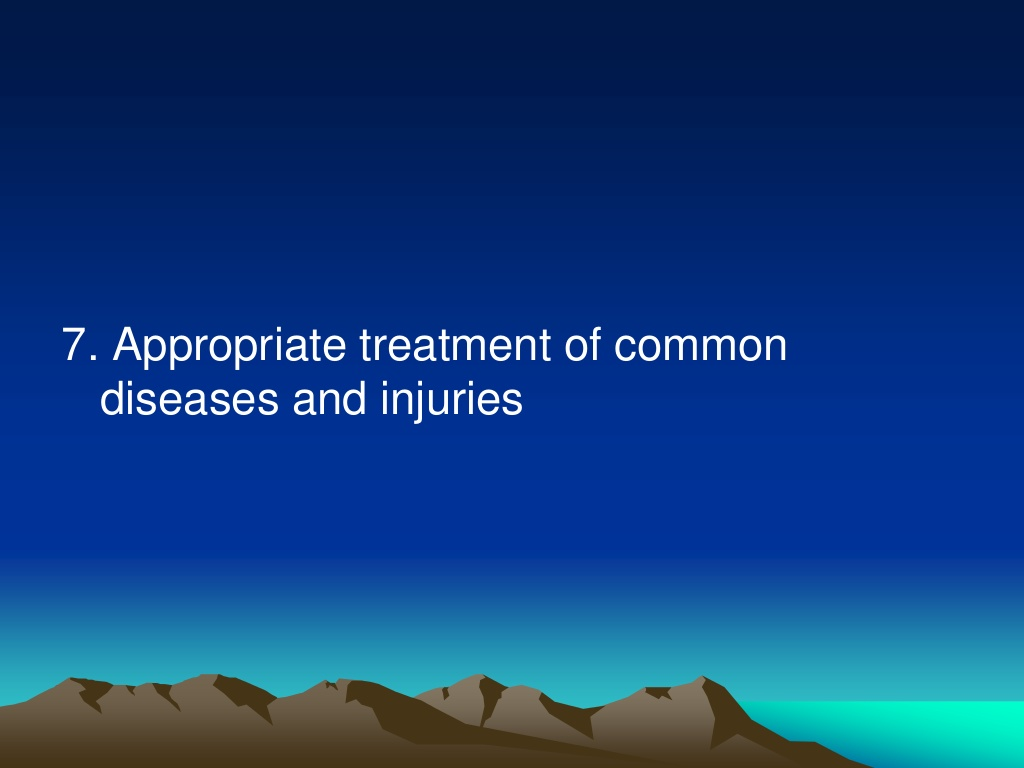 7. Appropriate treatment of common
diseases and injuries